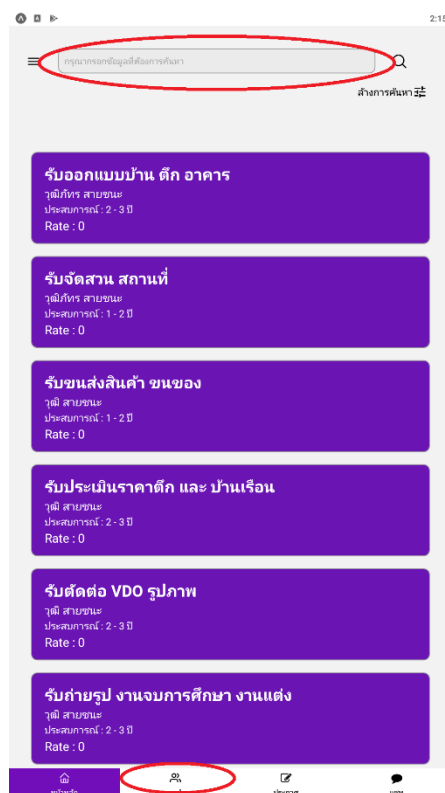 2:15
กรุณากรอกข้อมูลที่ต้องการค้นหา
ล้างการค้นหา
รับออกแบบบ้าน ตึก อาคาร
วุฒิภัทร สายชนะ
ประสบการณ์ : 2 - 3 ปี
Rate : 0
รับจัดสวน สถานที่
วุฒิภัทร สายชนะ
ประสบการณ์ : 1 - 2 ปี
Rate : 0
รับขนส่งสินค้า ขนของ
วุฒิ สายชนะ
ประสบการณ์ : 1 - 2 ปี
Rate : 0
รับประเมินราคาตึก และ บ้านเรือน
วุฒิ สายชนะ
ประสบการณ์ : 2 - 3 ปี
Rate : 0
รับตัดต่อ VDO รูปภาพ
วุฒิ สายชนะ
ประสบการณ์ : 2 - 3 ปี
Rate : 0
รับถ่ายรูป งานจบการศึกษา งานแต่ง
วุฒิ สายชนะ
ประสบการณ์ : 2 - 3 ปี
Rate : 0